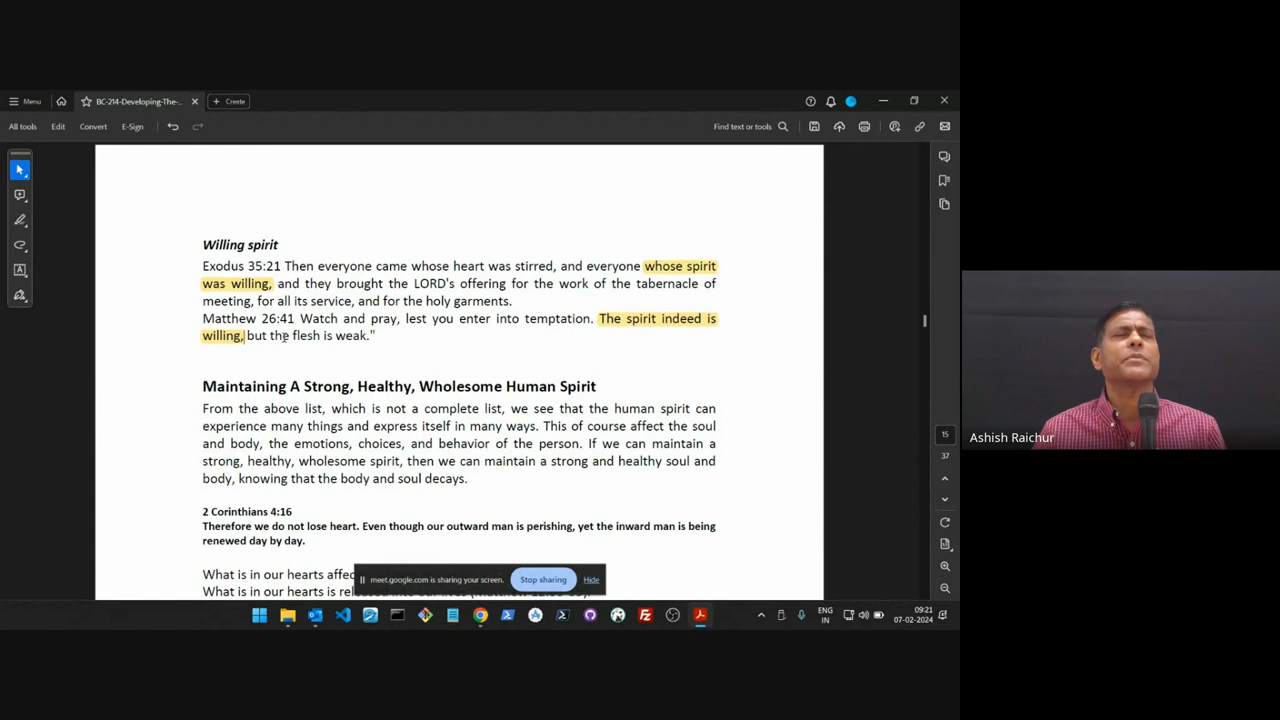 Menu
BC-214-Developing-The-...
Create
All tools
Edit
Convert
E-Sign
Find text or tools
Willing spirit
Exodus 35:21 Then everyone came whose heart was stirred, and everyone whose spirit
was willing, and they brought the LORD's offering for the work of the tabernacle of
meeting, for all its service, and for the holy garments.
Matthew 26:41 Watch and pray, lest you enter into temptation. The spirit indeed is
willing, but the flesh is weak."
Maintaining A Strong, Healthy, Wholesome Human Spirit
From the above list, which is not a complete list, we see that the human spirit can
experience many things and express itself in many ways. This of course affect the soul
and body, the emotions, choices, and behavior of the person. If we can maintain a
strong, healthy, wholesome spirit, then we can maintain a strong and healthy soul and
body, knowing that the body and soul decays.
2 Corinthians 4:16
Therefore we do not lose heart. Even though our outward man is perishing, yet the inward man is being
renewed day by day.
What is in our hearts affec
What is in our hearts is rel
meet.google.com is sharing your screen.
Stop sharing
Hide
15
37
Ashish Raichur
ENG
IN
09:21
07-02-2024